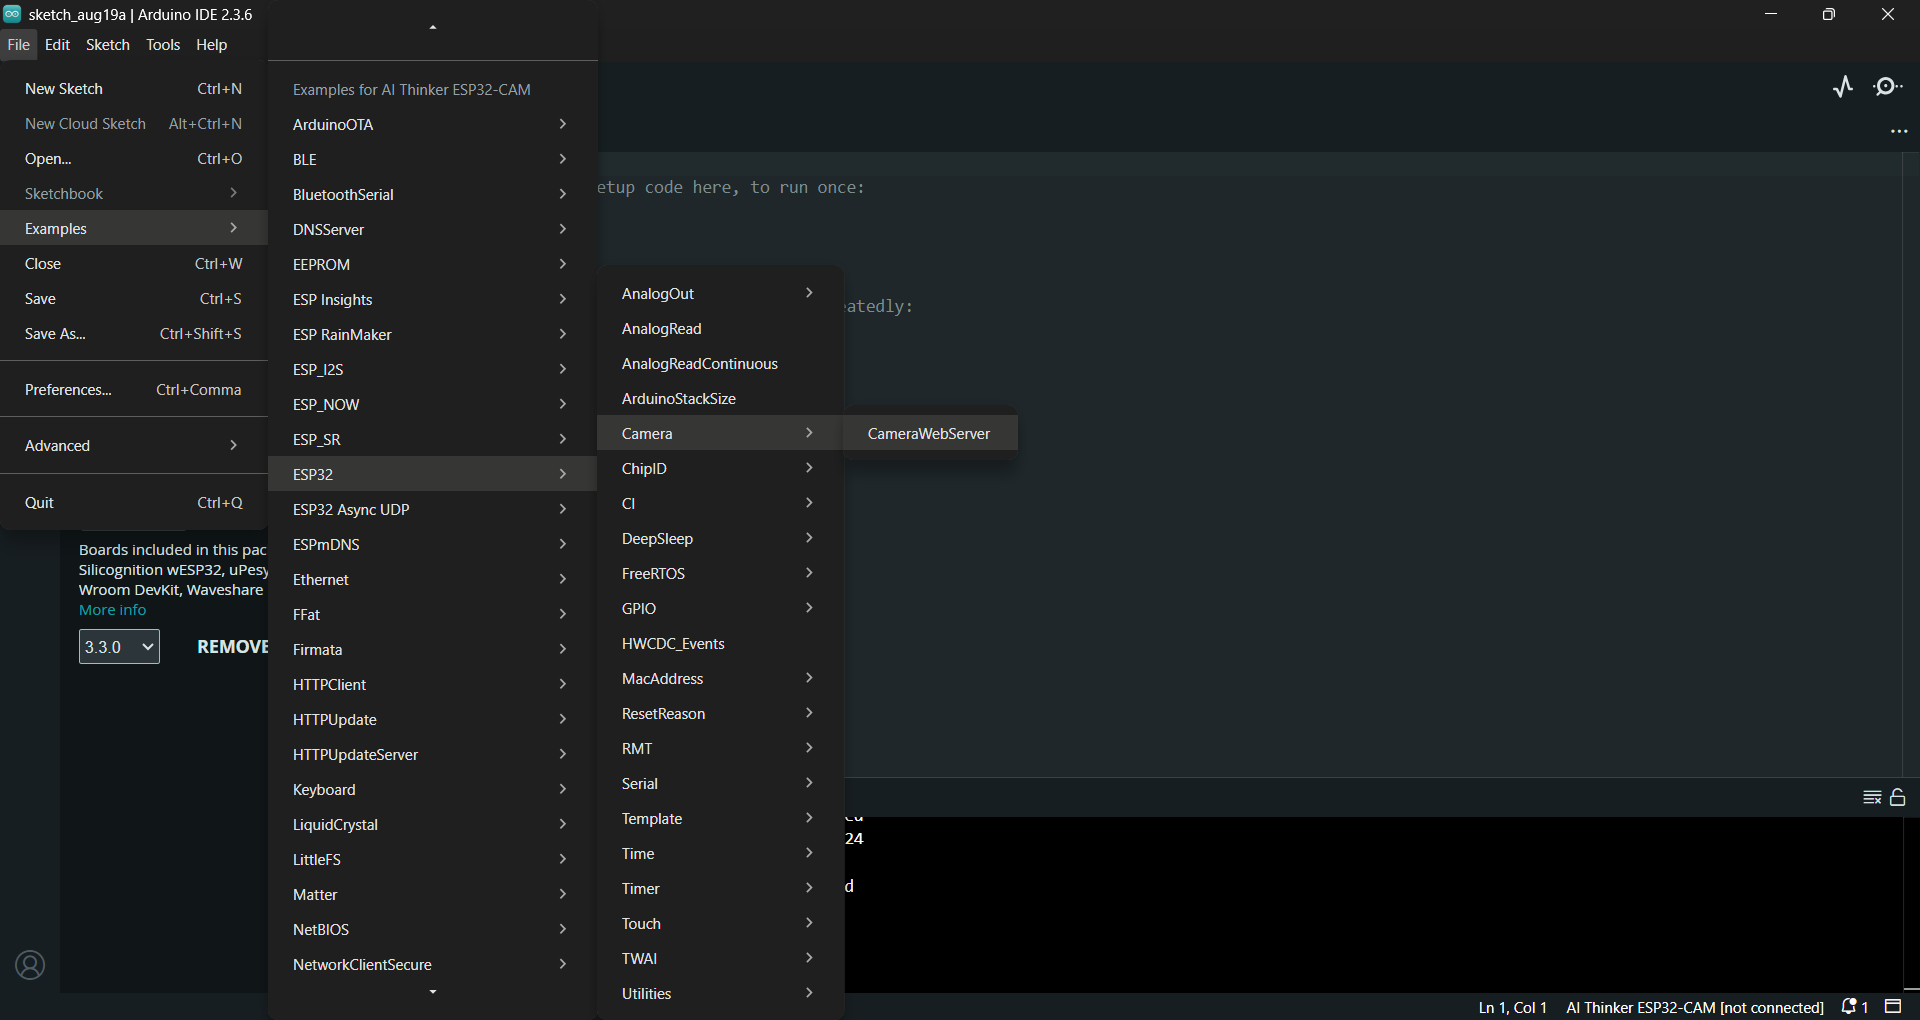 sketch_aug19a | Arduino IDE 2.3.6
File Edit Sketch Tools Help
New Sketch Ctrl+N
New Cloud Sketch Alt+Ctrl+N
Open... Ctrl+O
Sketchbook
Examples
Close Ctrl+W
Save Ctrl+S
Save As... Ctrl+Shift+S
Preferences... Ctrl+Comma
Advanced
Quit Ctrl+Q
Boards included in this pac
Silicognition wESP32, uPesy
Wroom DevKit, Waveshare
More info
3.3.0 REMOVE
Examples for AI Thinker ESP32-CAM
ArduinoOTA
BLE
BluetoothSerial
DNSServer
EEPROM
ESP Insights
ESP RainMaker
ESP_I2S
ESP_NOW
ESP_SR
ESP32
ESP32 Async UDP
ESPmDNS
Ethernet
FFat
Firmata
HTTPClient
HTTPUpdate
HTTPUpdateServer
Keyboard
LiquidCrystal
LittleFS
Matter
NetBIOS
NetworkClientSecure
AnalogOut
AnalogRead
AnalogReadContinuous
ArduinoStackSize
Camera
ChipID
CI
DeepSleep
FreeRTOS
GPIO
HWCDC_Events
MacAddress
ResetReason
RMT
Serial
Template
Time
Timer
Touch
TWAI
Utilities
CameraWebServer
etup code here, to run once:
eatedly:
24
d
Ln 1, Col 1 AI Thinker ESP32-CAM [not connected] 1